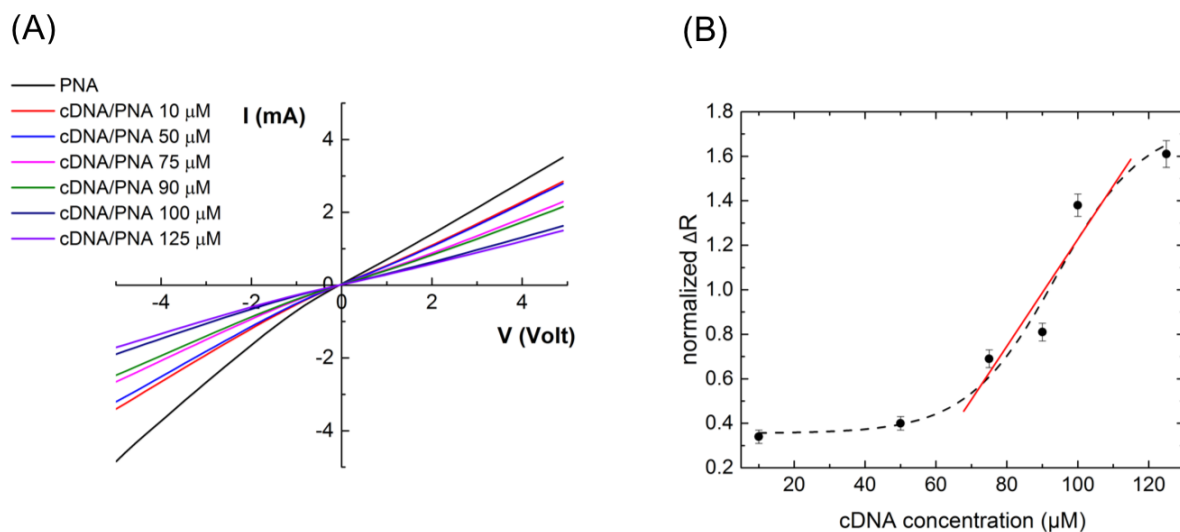 (A)
PNA
cDNA/PNA 10 μM
cDNA/PNA 50 μM
cDNA/PNA 75 μM
cDNA/PNA 90 μM
cDNA/PNA 100 μM
cDNA/PNA 125 μM
I (mA)
4
2
0
-4
-2
0
2
4
V (Volt)
-2
-4
(B)
normalized ΔR
1.8
1.6
1.4
1.2
1.0
0.8
0.6
0.4
0.2
20
40
60
80
100
120
cDNA concentration (μM)